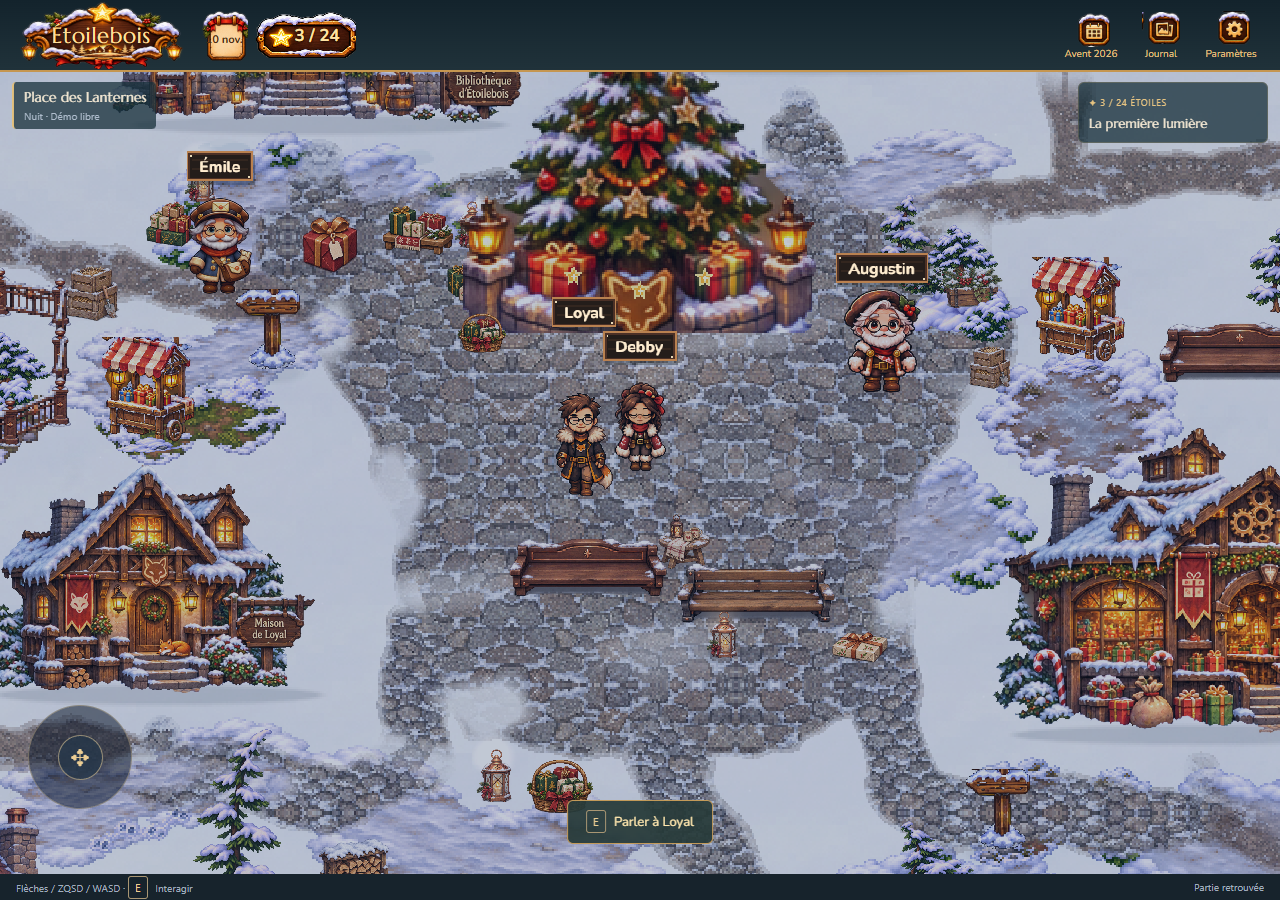 Étoilebois
0 nov.
3 / 24
Avent 2026
Journal
Paramètres
Place des Lanternes
Nuit · Démo libre
Bibliothèque
d'Étoilebois
✦ 3 / 24 ÉTOILES
La première lumière
Émile
Augustin
Loyal
Debby
Maison
de Loyal
E Parler à Loyal
Flèches / ZQSD / WASD · E Interagir
Partie retrouvée